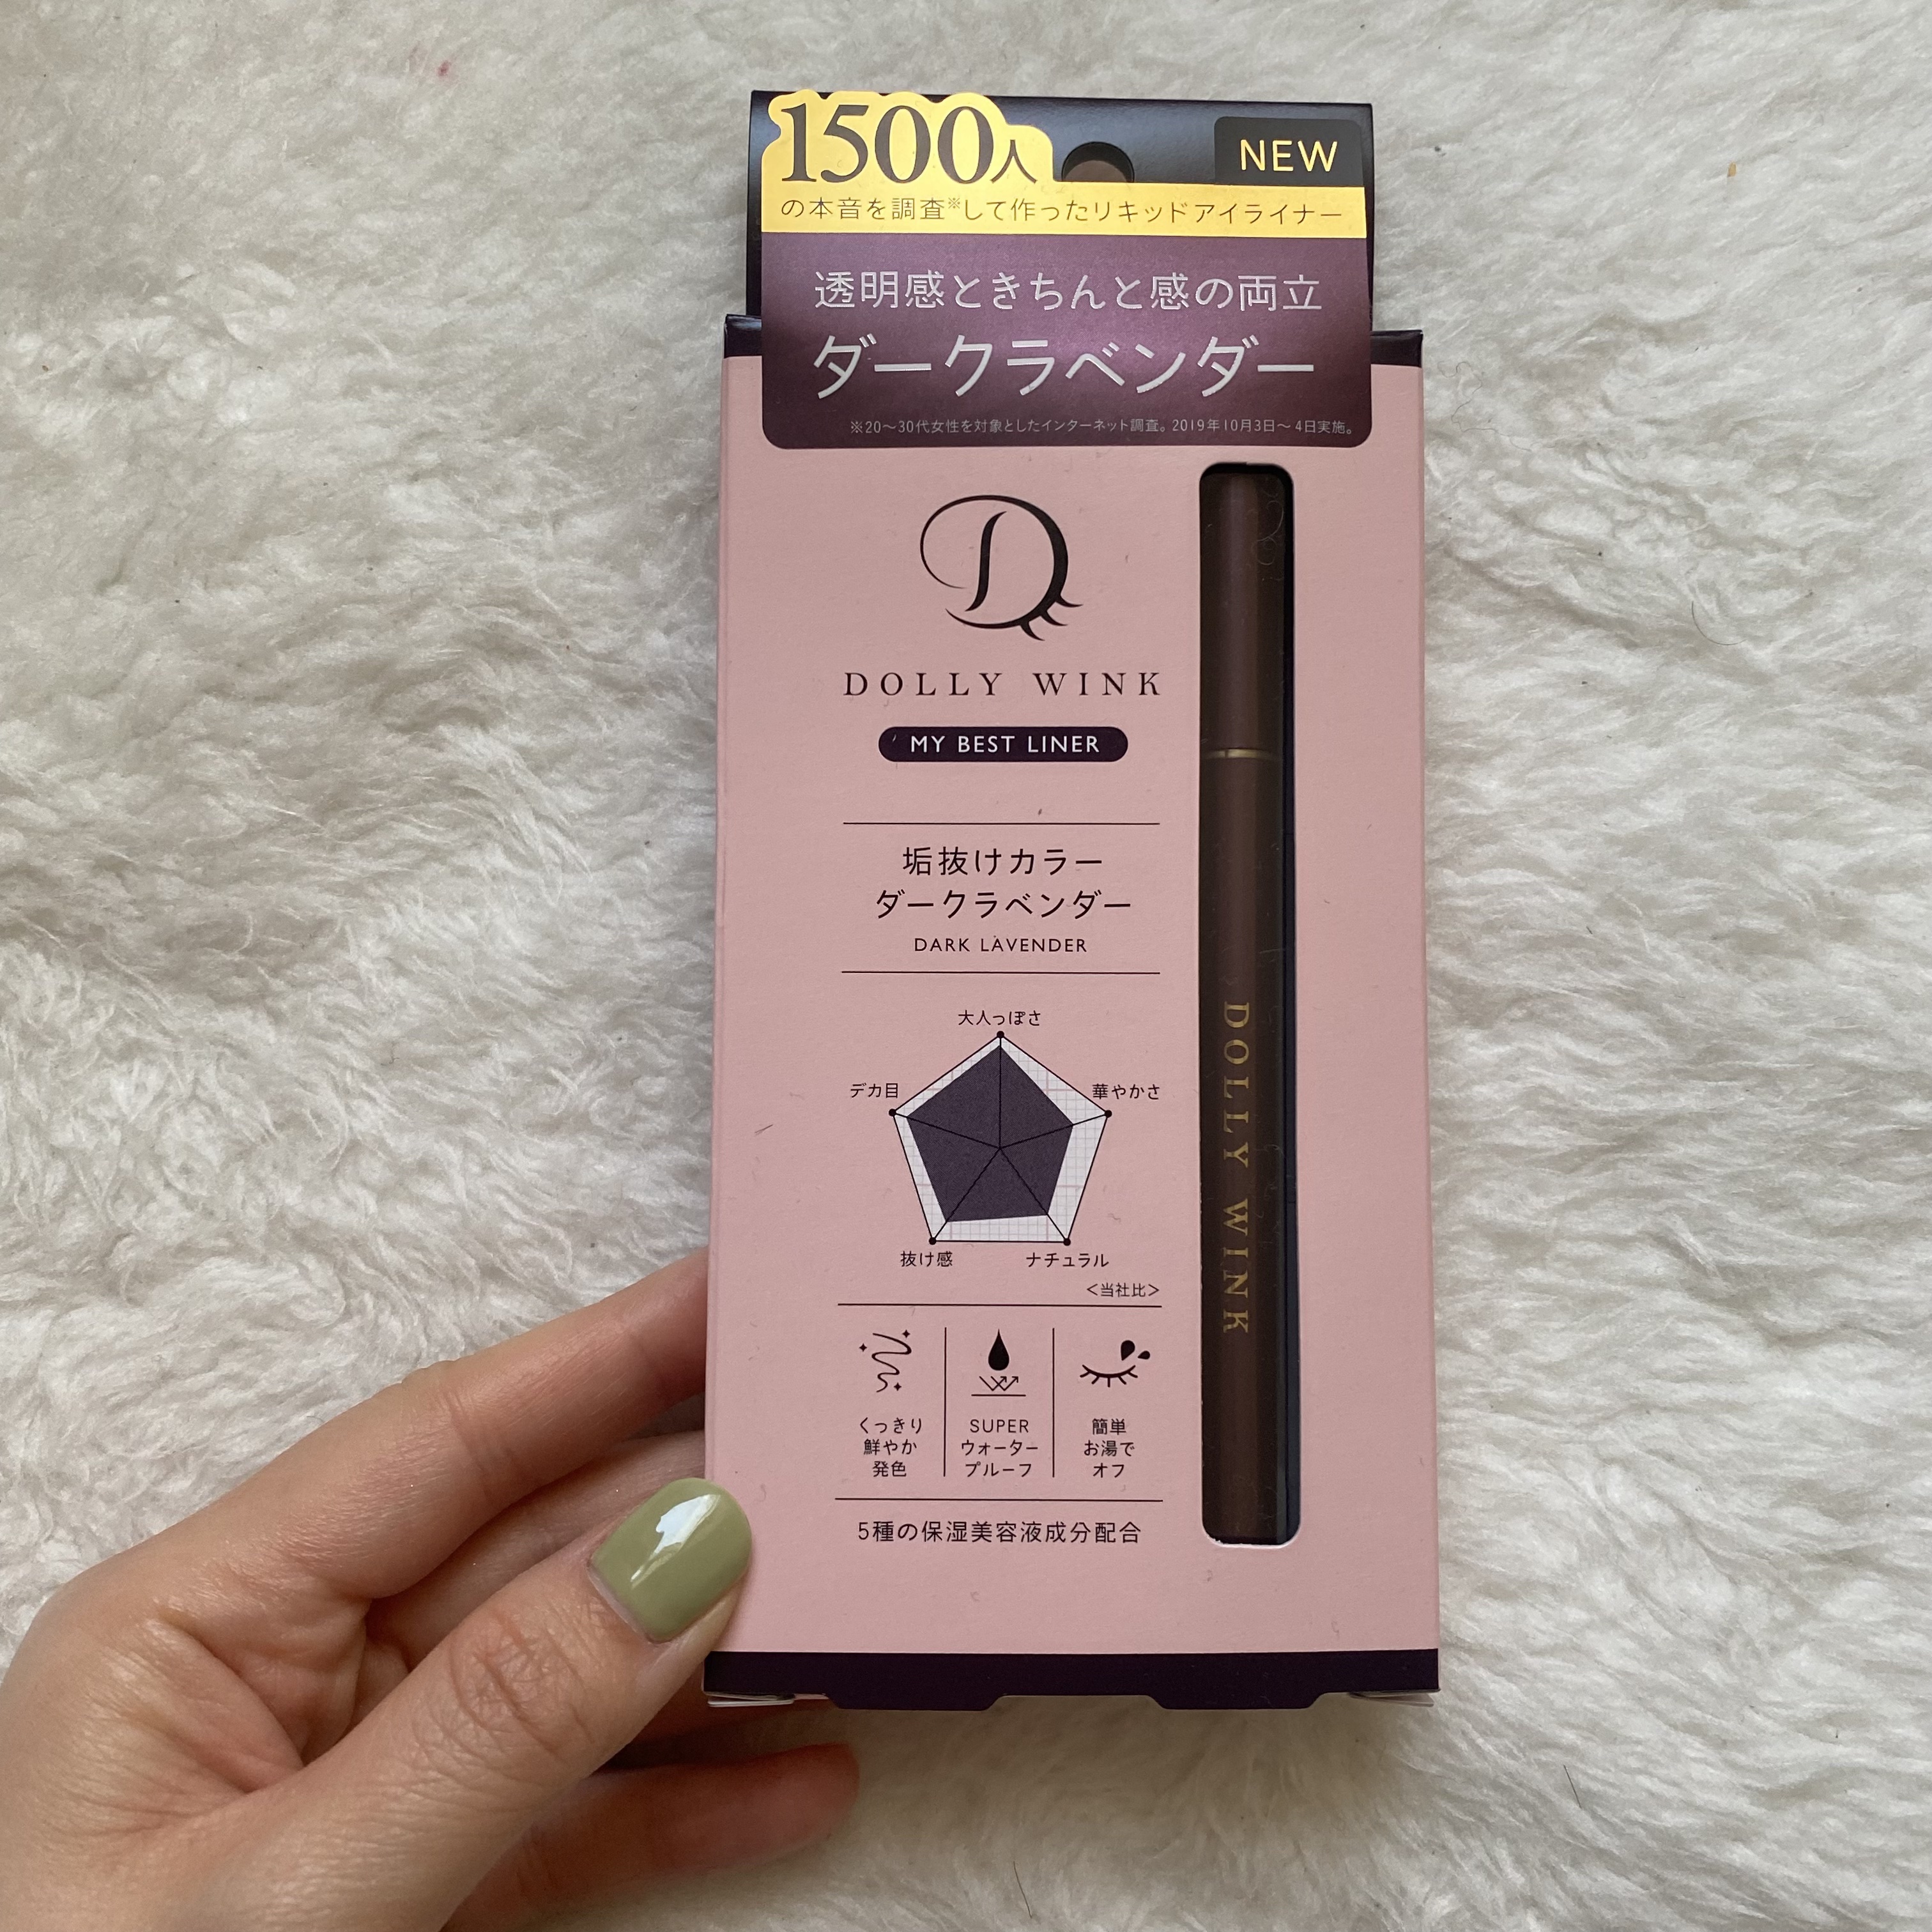 1500人
NEW
の本音を調査※して作ったリキッドアイライナー
透明感ときちんと感の両立
ダークラベンダー
※20〜30代女性を対象としたインターネット調査。2019年10月3日〜4日実施。
D
DOLLY WINK
MY BEST LINER
垢抜けカラー
ダークラベンダー
DARK LAVENDER
大人っぽさ
デカ目
華やかさ
抜け感
ナチュラル
<当社比>
くっきり
鮮やか
発色
SUPER
ウォーター
プルーフ
簡単
お湯で
オフ
5種の保湿美容液成分配合
DOLLY WINK